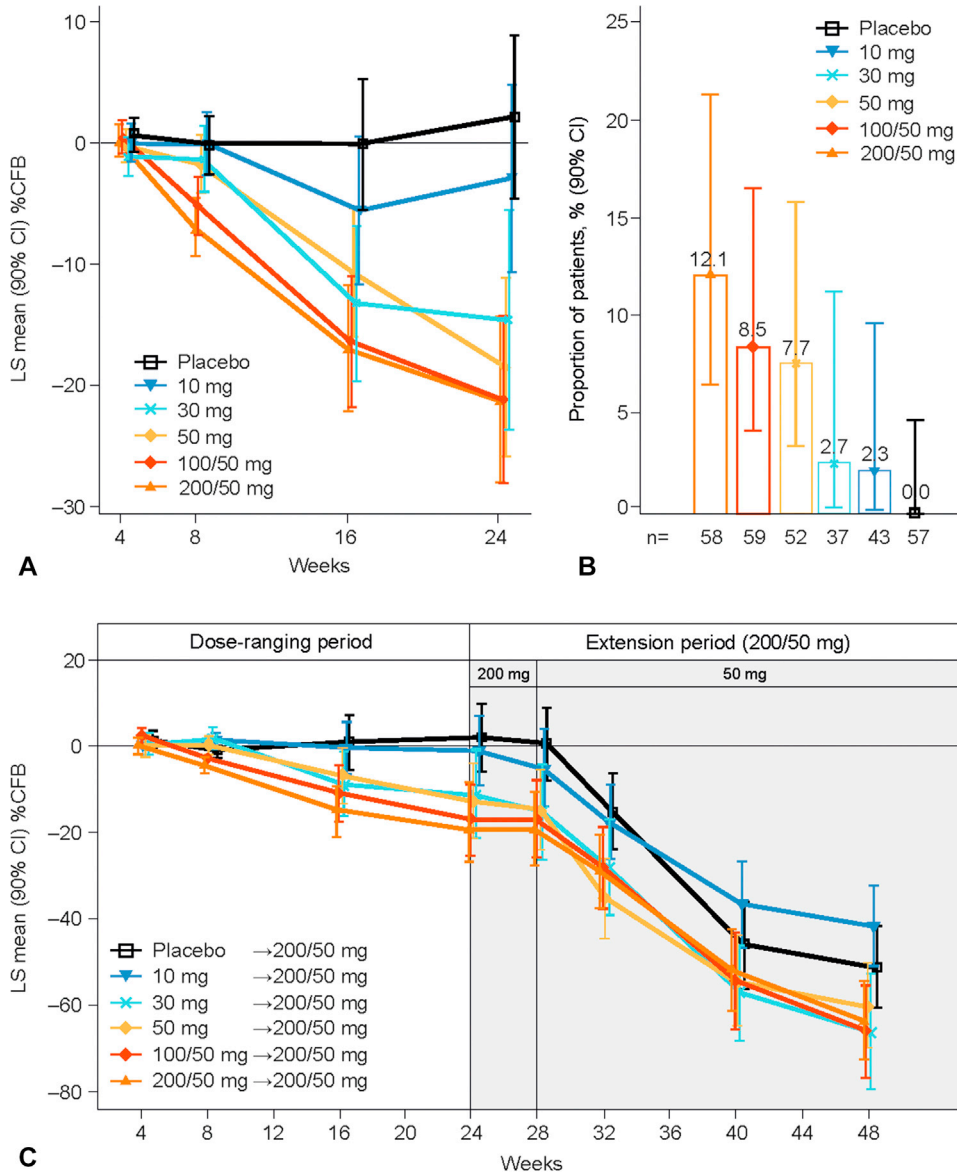 10
0
−10
−20
−30
LS mean (90% CI) %CFB
Placebo
10 mg
30 mg
50 mg
100/50 mg
200/50 mg
4
8
16
24
Weeks
A
25
20
15
10
5
0
Proportion of patients, % (90% CI)
Placebo
10 mg
30 mg
50 mg
100/50 mg
200/50 mg
12.1
8.5
7.7
2.7
2.3
0.0
n= 58 59 52 37 43 57
B
Dose-ranging period
Extension period (200/50 mg)
200 mg
50 mg
20
0
−20
−40
−60
−80
LS mean (90% CI) %CFB
Placebo →200/50 mg
10 mg →200/50 mg
30 mg →200/50 mg
50 mg →200/50 mg
100/50 mg →200/50 mg
200/50 mg →200/50 mg
4 8 12 16 20 24 28 32 36 40 44 48
Weeks
C